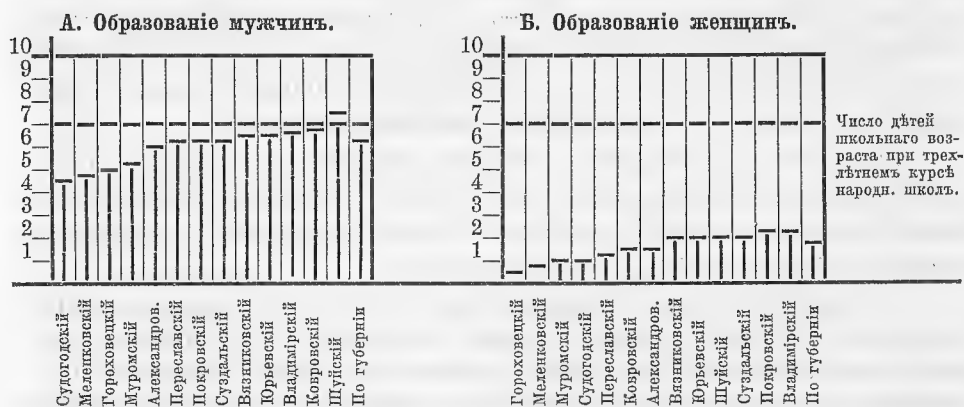 А. Образованіе мужчинъ.
10
9
8
7
6
5
4
3
2
1
Судогодскій
Меленковскій
Гороховецкій
Муромскій
Александров.
Переславскій
Покровскій
Суздальскій
Вязниковскій
Юрьевскій
Владимірскій
Ковровскій
Шуйскій
По губерніи
Б. Образованіе женщинъ.
10
9
8
7
6
5
4
3
2
1
Гороховецкій
Меленковскій
Муромскій
Судогодскій
Переславскій
Ковровскій
Александров.
Вязниковскій
Юрьевскій
Шуйскій
Суздальскій
Покровскій
Владимірскій
По губерніи
Число дѣтей
школьнаго воз-
раста при трех-
лѣтнемъ курсѣ
народн. школъ.